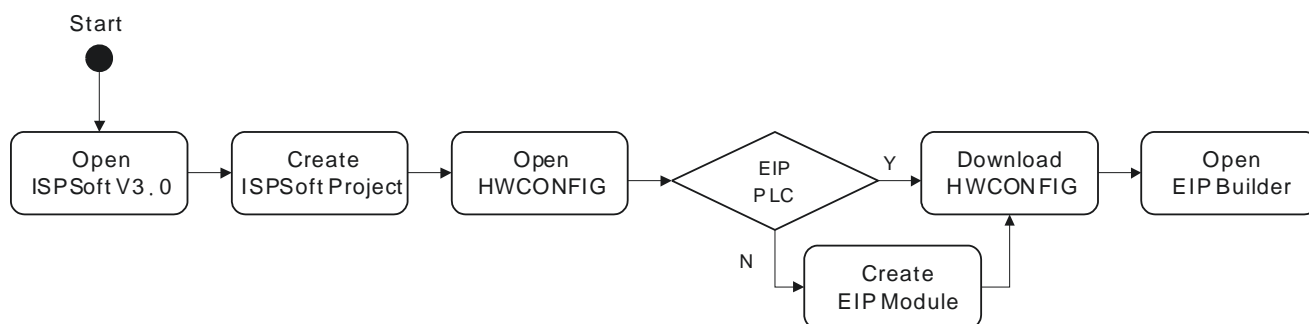 Start
Open
ISPSoft V3.0
Create
ISPSoft Project
Open
HWCONFIG
EIP
PLC
Y
Download
HWCONFIG
Open
EIP Builder
N
Create
EIP Module